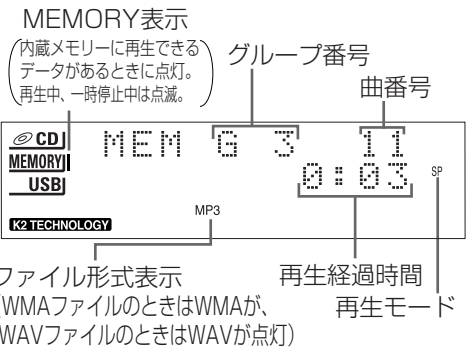 MEMORY表示
(内蔵メモリーに再生できる
データがあるときに点灯。
再生中、一時停止中は点滅。)
グループ番号
曲番号
CD
MEMORY
USB
MEM G 3 11
0:03
SP
K2 TECHNOLOGY
MP3
ファイル形式表示
(WMAファイルのときはWMAが、
WAVファイルのときはWAVが点灯)
再生経過時間
再生モード